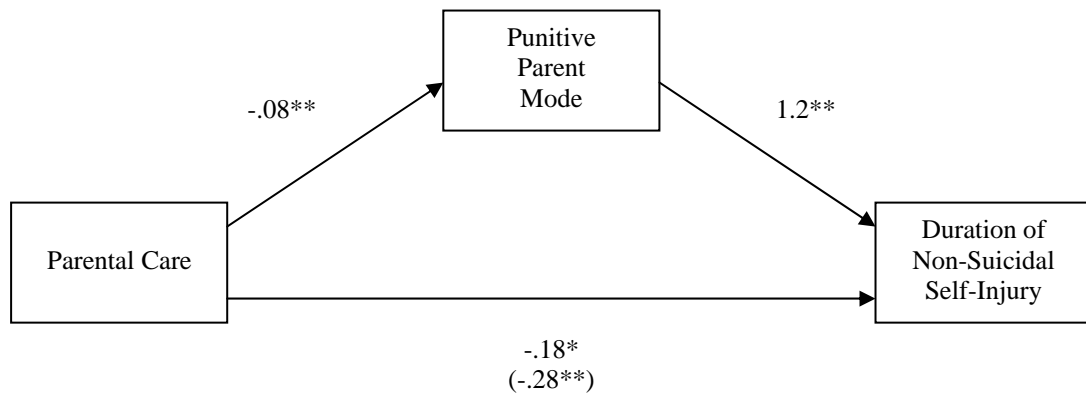 Punitive
Parent
Mode
-.08**
1.2**
Parental Care
Duration of
Non-Suicidal
Self-Injury
-.18*
(-.28**)